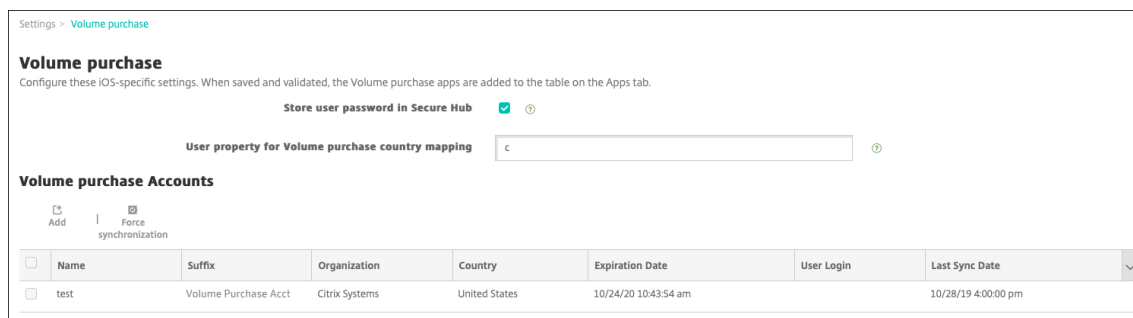 Settings > Volume purchase
Volume purchase
Configure these iOS-specific settings. When saved and validated, the Volume purchase apps are added to the table on the Apps tab.
Store user password in Secure Hub ?
User property for Volume purchase country mapping c ?
Volume purchase Accounts
Add | Force
synchronization
Name Suffix Organization Country Expiration Date User Login Last Sync Date
test Volume Purchase Acct Citrix Systems United States 10/24/20 10:43:54 am 10/28/19 4:00:00 pm